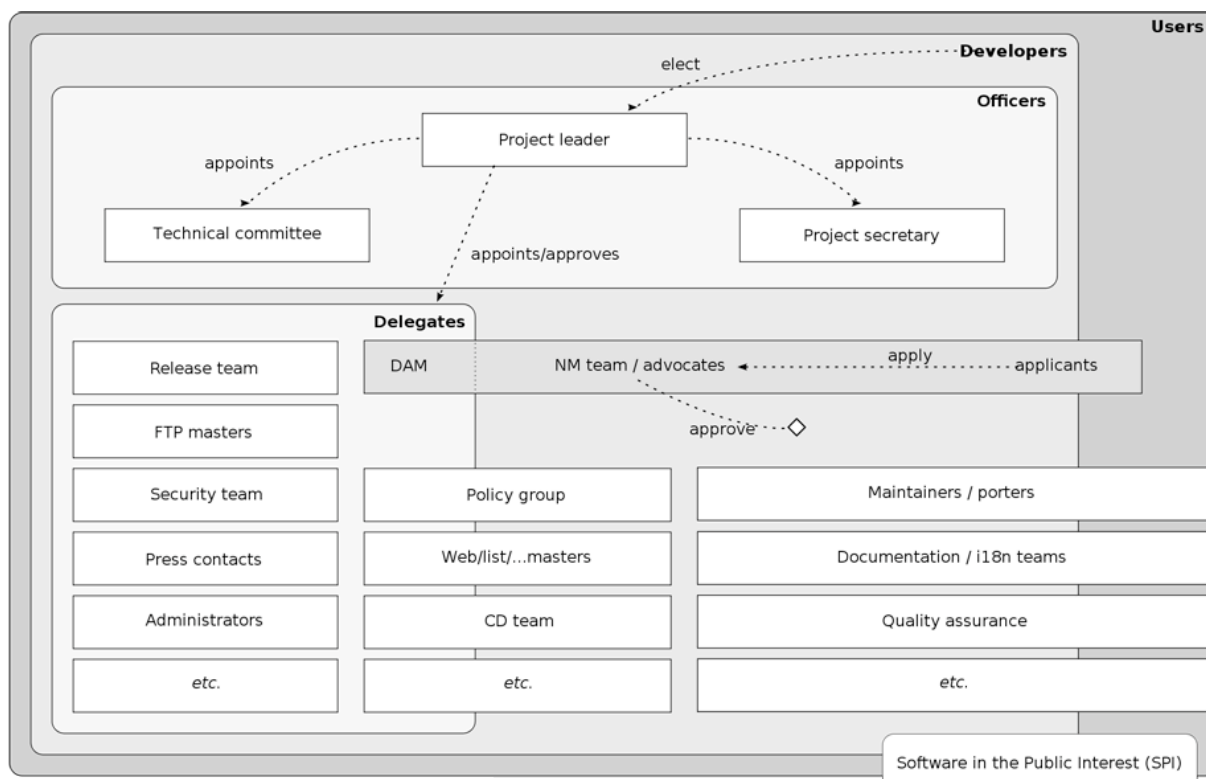 Users
Developers
elect
Officers
Project leader
appoints
appoints
Technical committee
Project secretary
appoints/approves
Delegates
Release team
DAM
NM team / advocates
apply
applicants
FTP masters
approve
Security team
Policy group
Maintainers / porters
Press contacts
Web/list/...masters
Documentation / i18n teams
Administrators
CD team
Quality assurance
etc.
etc.
etc.
Software in the Public Interest (SPI)